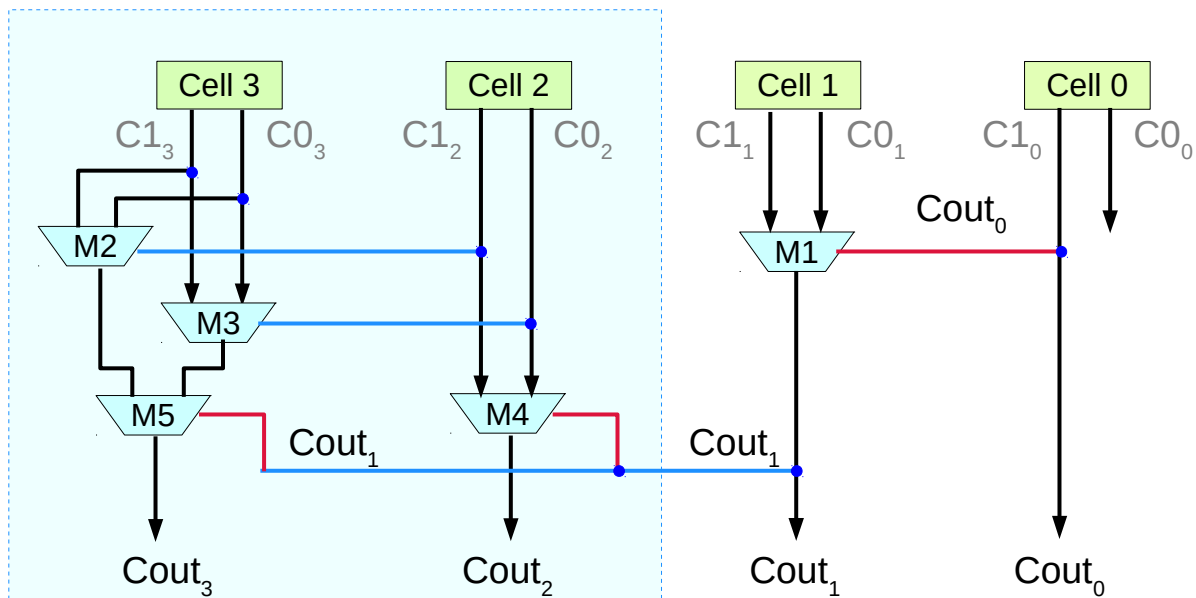 Cell 3 Cell 2 Cell 1 Cell 0
C1₃ C0₃ C1₂ C0₂ C1₁ C0₁ C1₀ C0₀
Cout₀
M2 M1
M3
M5 M4
Cout₁ Cout₁
Cout₃ Cout₂ Cout₁ Cout₀